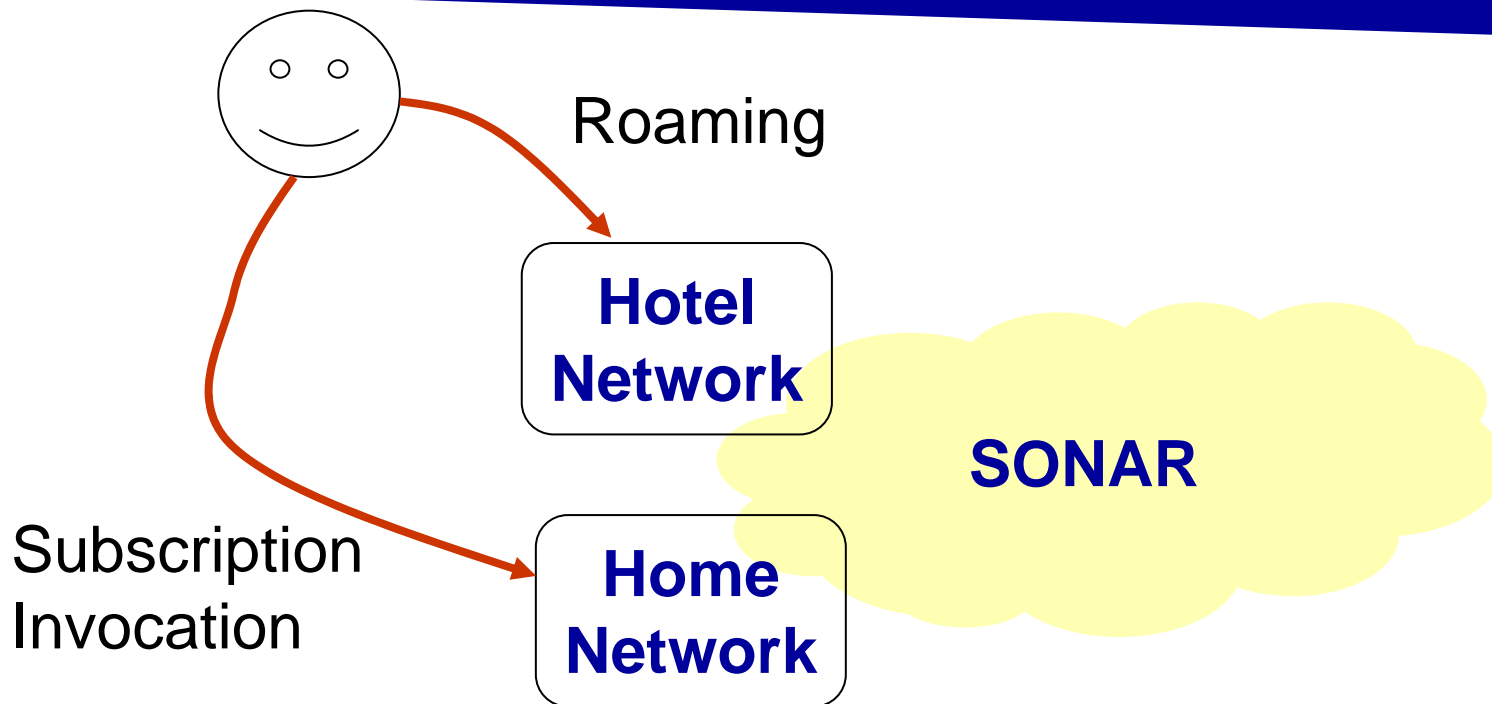 Roaming
Hotel
Network
SONAR
Subscription
Invocation
Home
Network